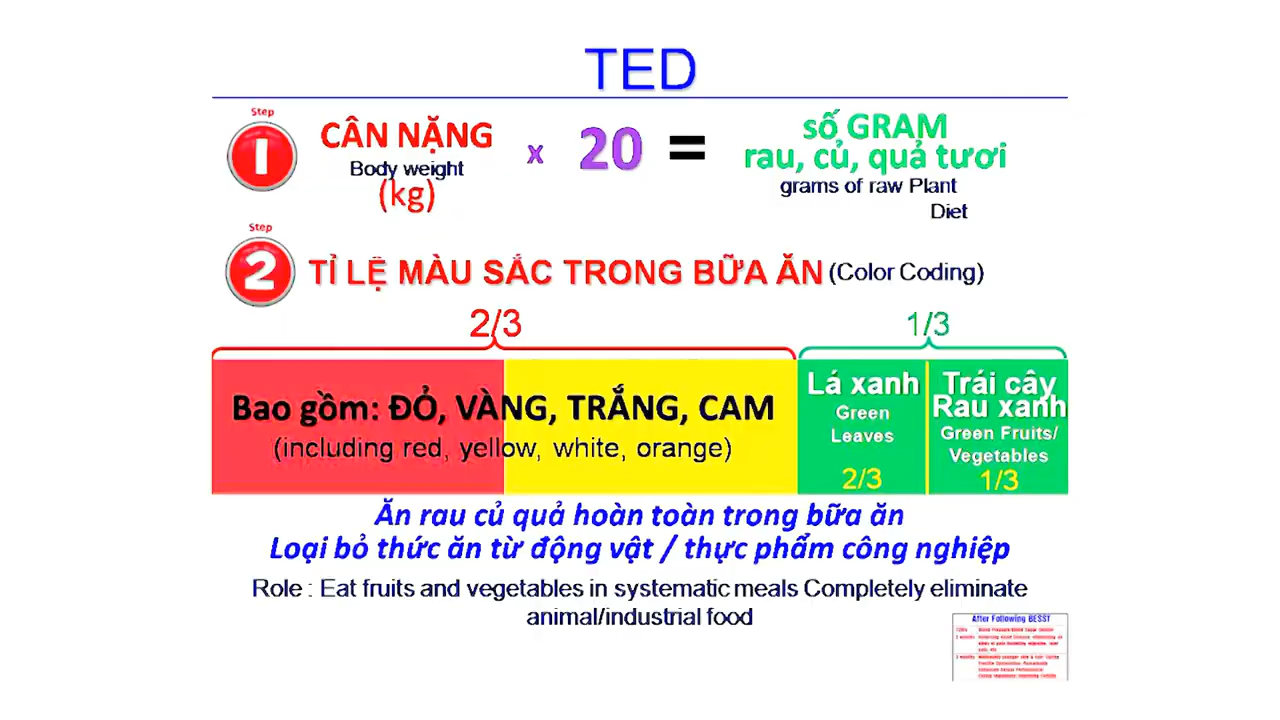 TED
Step
1
CÂN NẶNG
Body weight
(kg)
x 20 =
số GRAM
rau, củ, quả tươi
grams of raw Plant
Diet
Step
2
TỈ LỆ MÀU SẮC TRONG BỮA ĂN (Color Coding)
2/3
1/3
Bao gồm: ĐỎ, VÀNG, TRẮNG, CAM
(including red, yellow, white, orange)
Lá xanh
Green
Leaves
2/3
Trái cây
Rau xanh
Green Fruits/
Vegetables
1/3
Ăn rau củ quả hoàn toàn trong bữa ăn
Loại bỏ thức ăn từ động vật / thực phẩm công nghiệp
Role : Eat fruits and vegetables in systematic meals Completely eliminate
animal/industrial food
After Following BESST